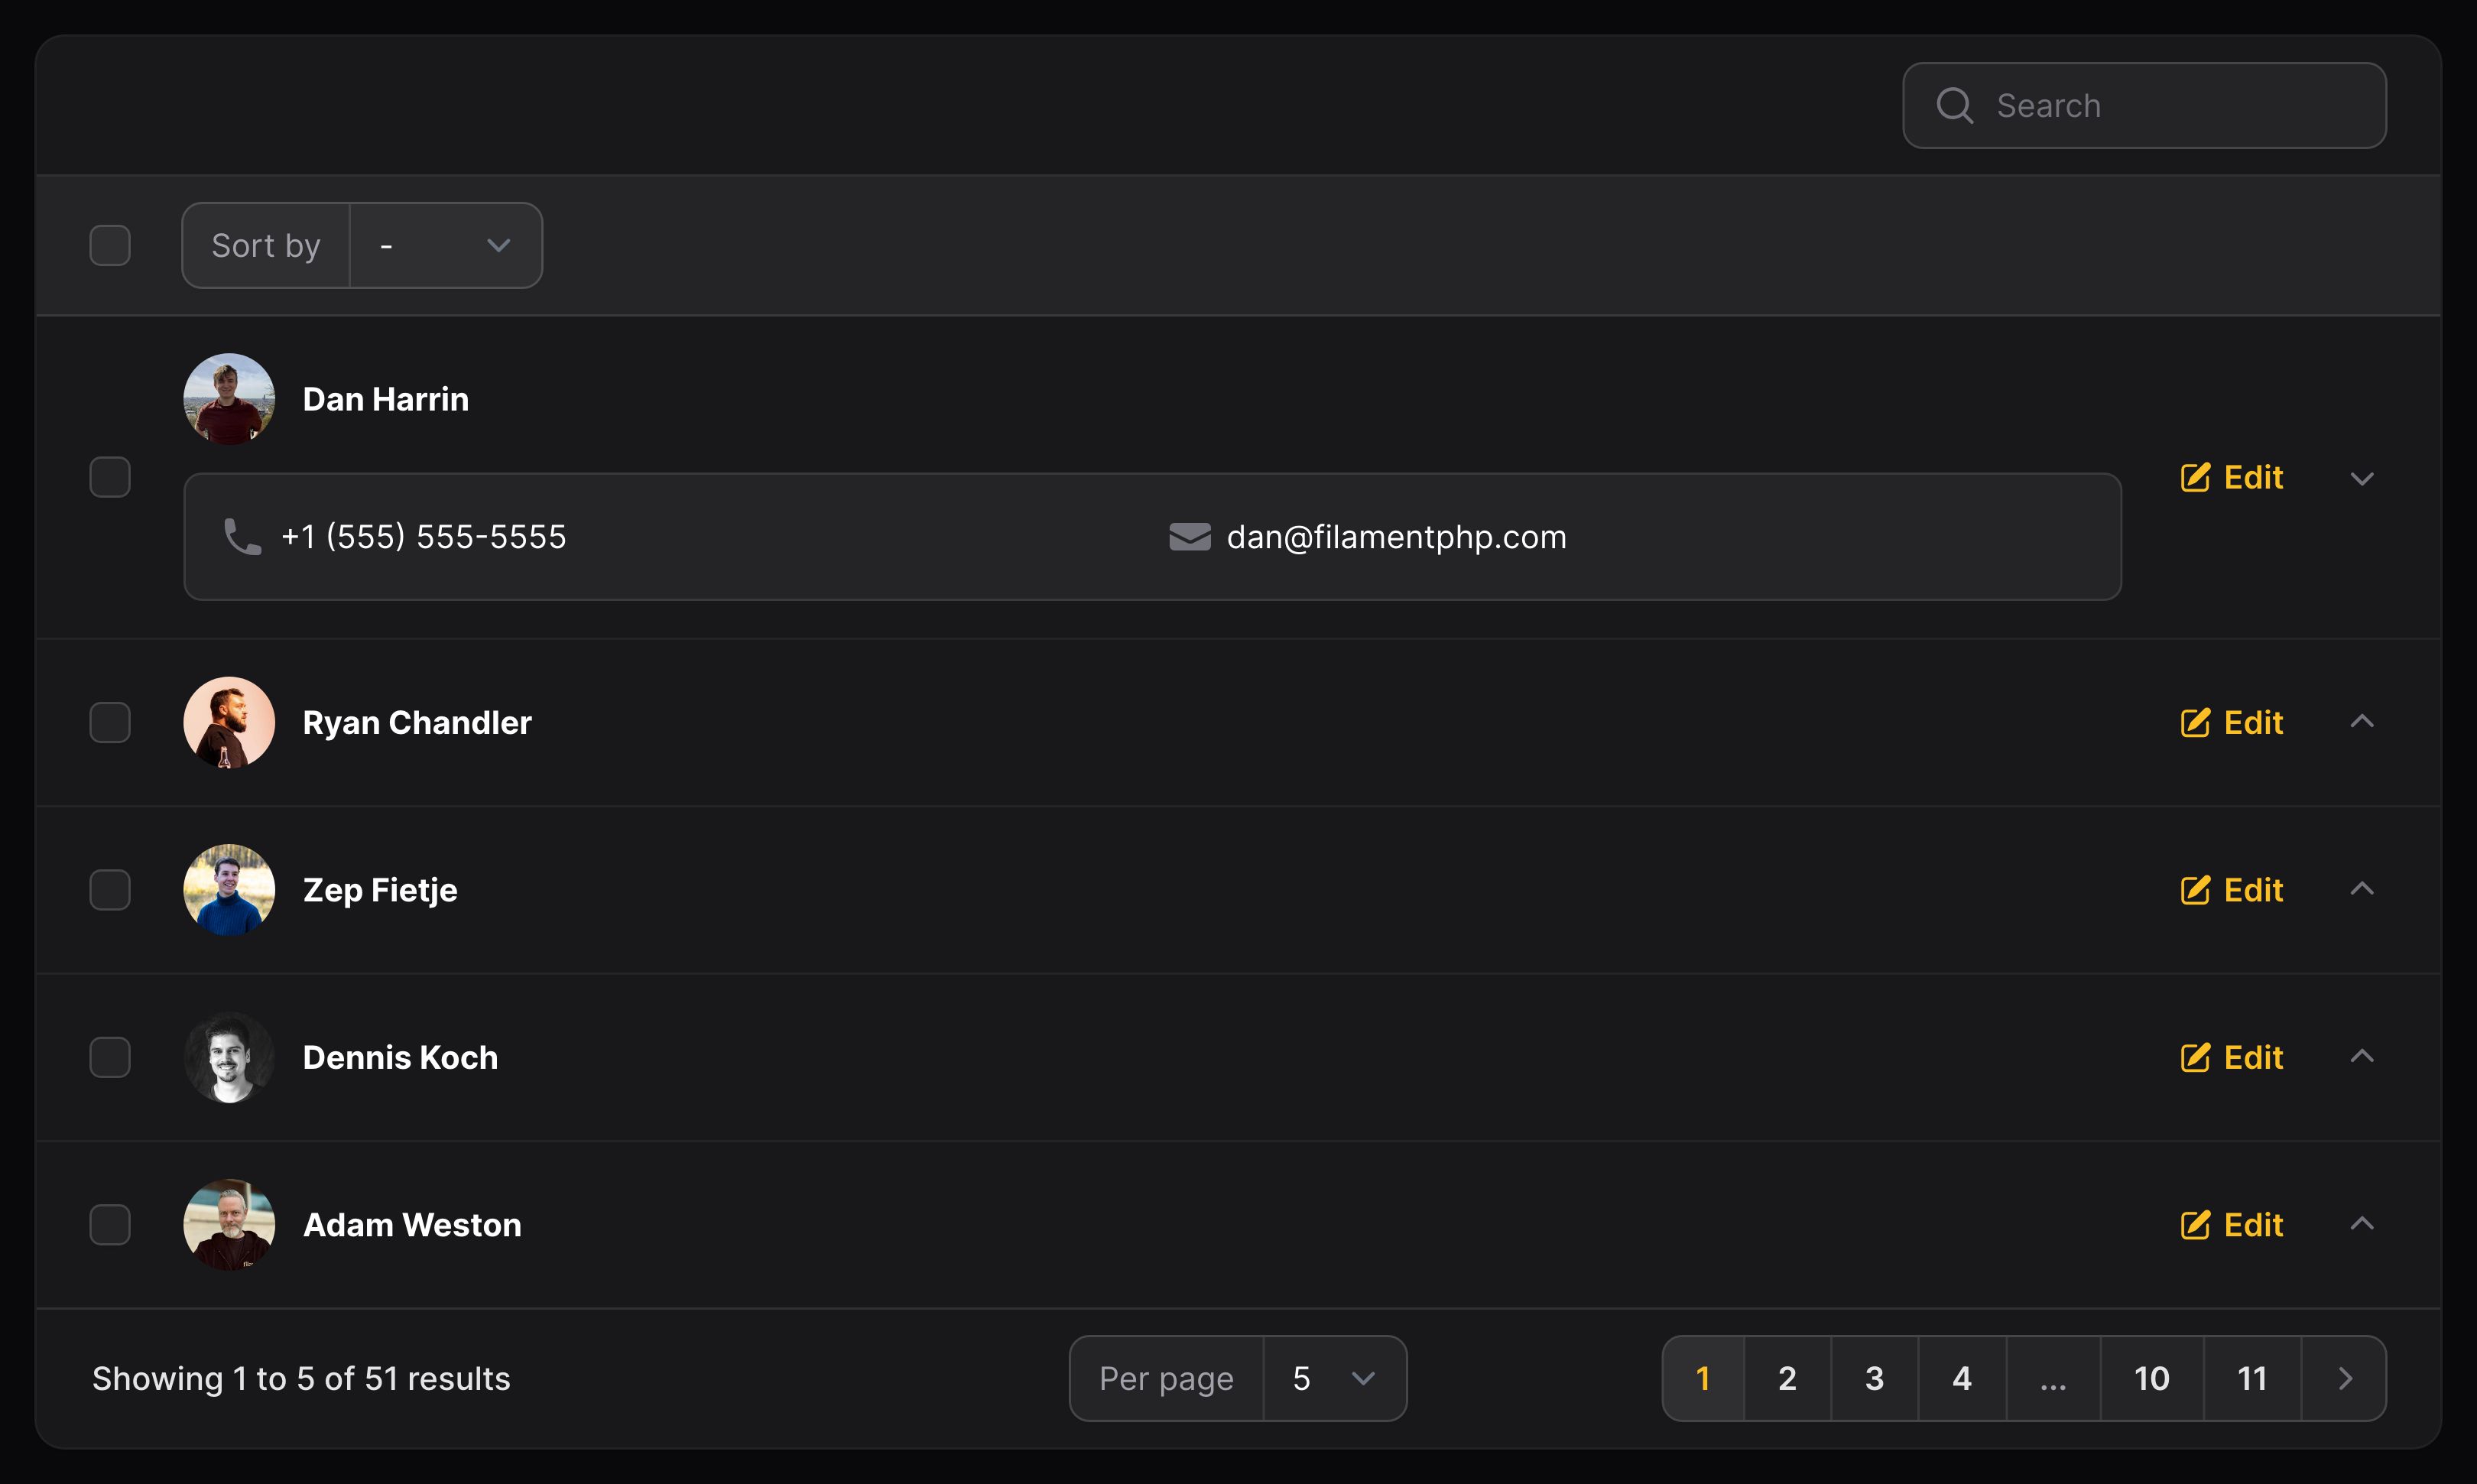 Search
Sort by -
Dan Harrin
+1 (555) 555-5555 dan@filamentphp.com
Edit
Ryan Chandler Edit
Zep Fietje Edit
Dennis Koch Edit
Adam Weston Edit
Showing 1 to 5 of 51 results Per page 5 1 2 3 4 ... 10 11